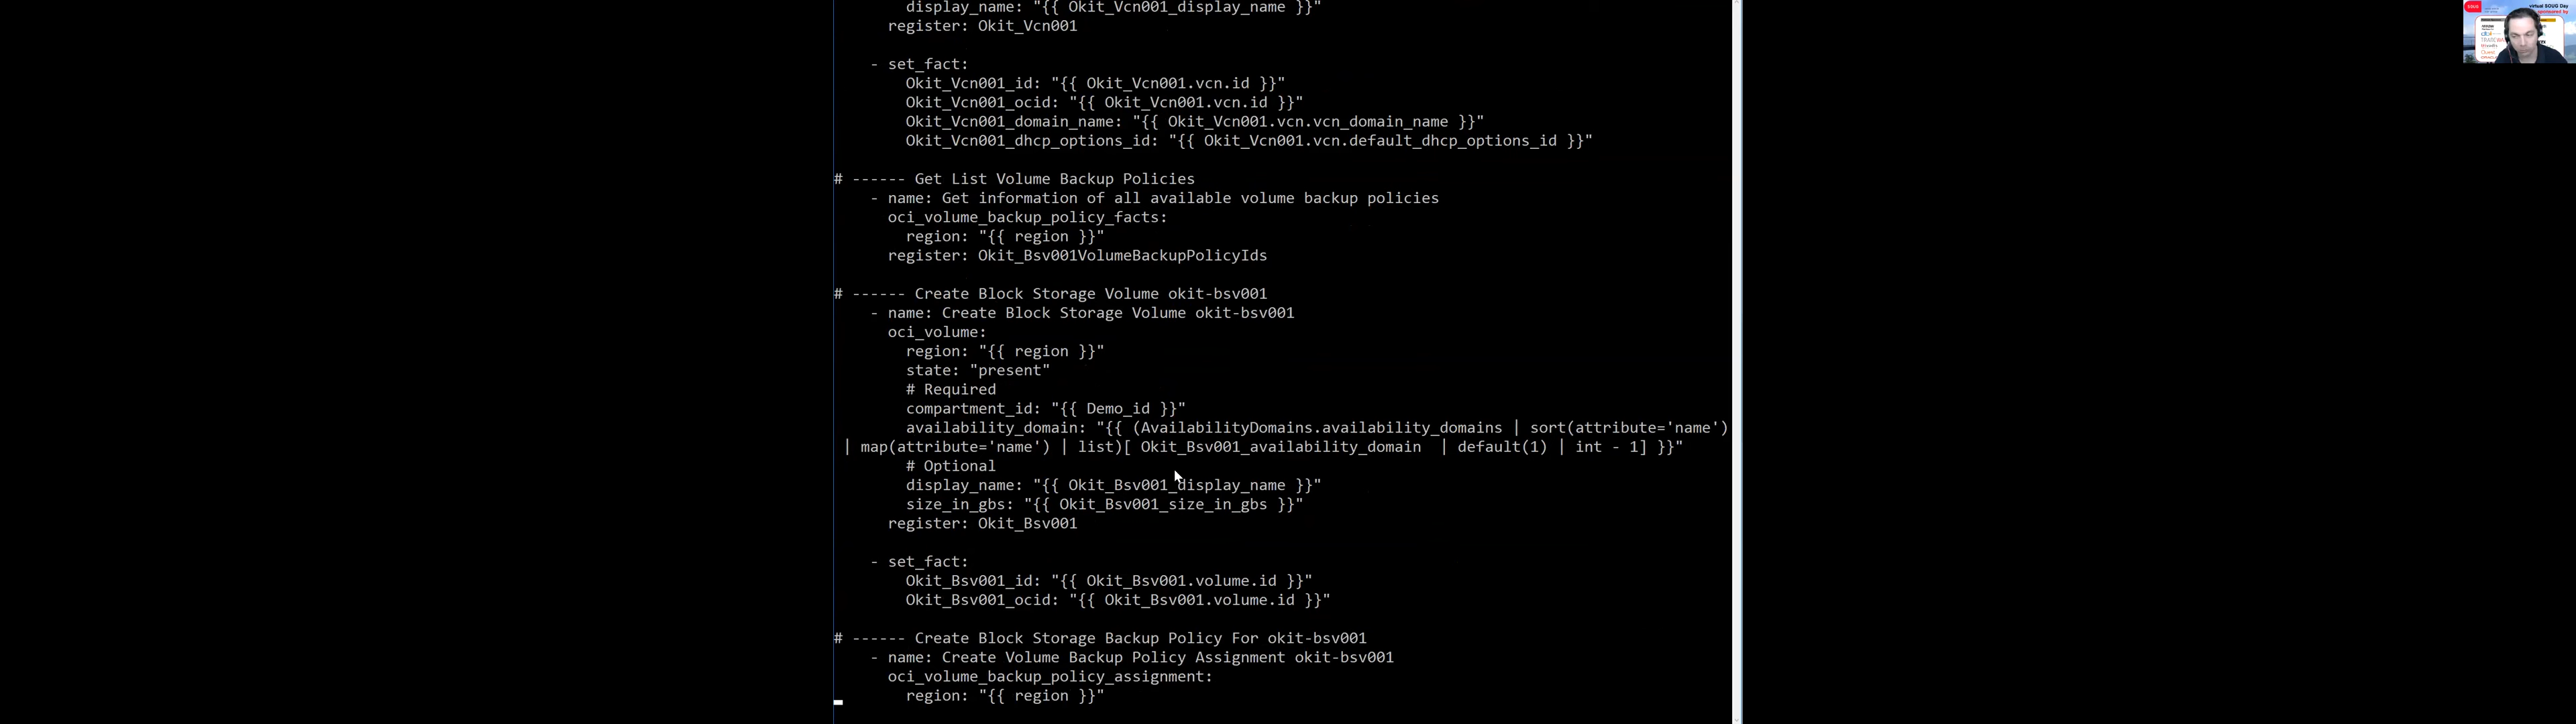 display_name: "{{ Okit_Vcn001_display_name }}"
register: Okit_Vcn001
- set_fact:
Okit_Vcn001_id: "{{ Okit_Vcn001.vcn.id }}"
Okit_Vcn001_ocid: "{{ Okit_Vcn001.vcn.id }}"
Okit_Vcn001_domain_name: "{{ Okit_Vcn001.vcn.vcn_domain_name }}"
Okit_Vcn001_dhcp_options_id: "{{ Okit_Vcn001.vcn.default_dhcp_options_id }}"
# ------ Get List Volume Backup Policies
- name: Get information of all available volume backup policies
oci_volume_backup_policy_facts:
region: "{{ region }}"
register: Okit_Bsv001VolumeBackupPolicyIds
# ------ Create Block Storage Volume okit-bsv001
- name: Create Block Storage Volume okit-bsv001
oci_volume:
region: "{{ region }}"
state: "present"
# Required
compartment_id: "{{ Demo_id }}"
availability_domain: "{{ (AvailabilityDomains.availability_domains | sort(attribute='name')
| map(attribute='name') | list)[ Okit_Bsv001_availability_domain  | default(1) | int - 1] }}"
# Optional
display_name: "{{ Okit_Bsv001_display_name }}"
size_in_gbs: "{{ Okit_Bsv001_size_in_gbs }}"
register: Okit_Bsv001
- set_fact:
Okit_Bsv001_id: "{{ Okit_Bsv001.volume.id }}"
Okit_Bsv001_ocid: "{{ Okit_Bsv001.volume.id }}"
# ------ Create Block Storage Backup Policy For okit-bsv001
- name: Create Volume Backup Policy Assignment okit-bsv001
oci_volume_backup_policy_assignment:
region: "{{ region }}"
virtual SOUG Day
sponsored by